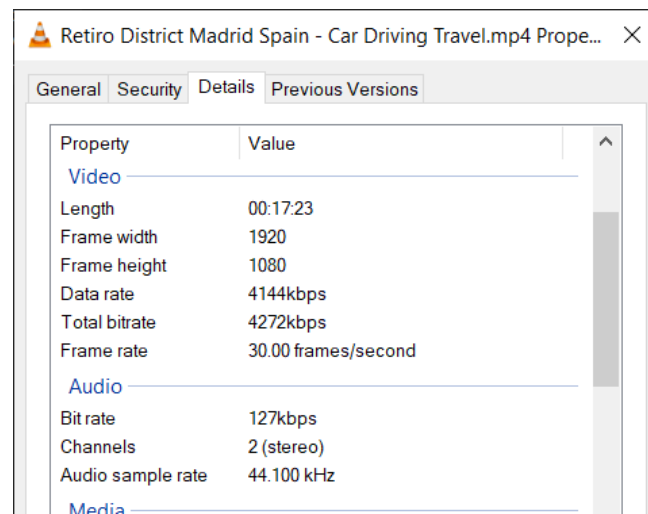 Retiro District Madrid Spain - Car Driving Travel.mp4 Prope...
General Security Details Previous Versions
Property Value
Video
Length 00:17:23
Frame width 1920
Frame height 1080
Data rate 4144kbps
Total bitrate 4272kbps
Frame rate 30.00 frames/second
Audio
Bit rate 127kbps
Channels 2 (stereo)
Audio sample rate 44.100 kHz
Media